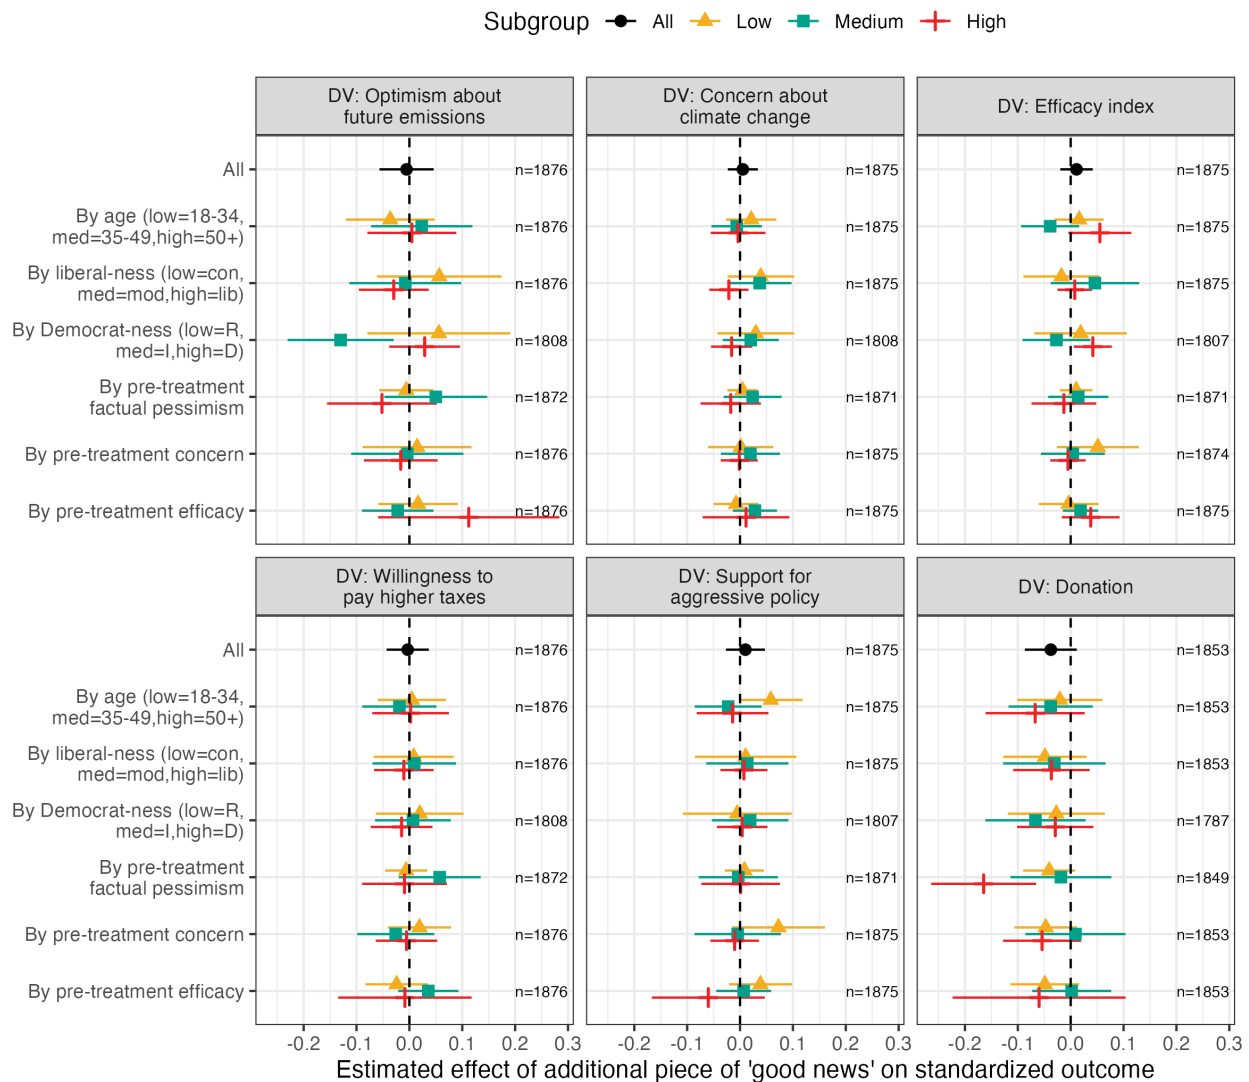 Subgroup All Low Medium High
DV: Optimism about
future emissions
DV: Concern about
climate change
DV: Efficacy index
All
n=1876
n=1875
n=1875
By age (low=18-34,
med=35-49,high=50+)
n=1876
n=1875
n=1875
By liberal-ness (low=con,
med=mod,high=lib)
n=1876
n=1875
n=1875
By Democrat-ness (low=R,
med=I,high=D)
n=1808
n=1808
n=1807
By pre-treatment
factual pessimism
n=1872
n=1871
n=1871
By pre-treatment concern
n=1876
n=1875
n=1874
By pre-treatment efficacy
n=1876
n=1875
n=1875
DV: Willingness to
pay higher taxes
DV: Support for
aggressive policy
DV: Donation
All
n=1876
n=1875
n=1853
By age (low=18-34,
med=35-49,high=50+)
n=1876
n=1875
n=1853
By liberal-ness (low=con,
med=mod,high=lib)
n=1876
n=1875
n=1853
By Democrat-ness (low=R,
med=I,high=D)
n=1808
n=1807
n=1787
By pre-treatment
factual pessimism
n=1872
n=1871
n=1849
By pre-treatment concern
n=1876
n=1875
n=1853
By pre-treatment efficacy
n=1876
n=1875
n=1853
-0.2 -0.1 0.0 0.1 0.2 0.3
-0.2 -0.1 0.0 0.1 0.2 0.3
-0.2 -0.1 0.0 0.1 0.2 0.3
Estimated effect of additional piece of 'good news' on standardized outcome